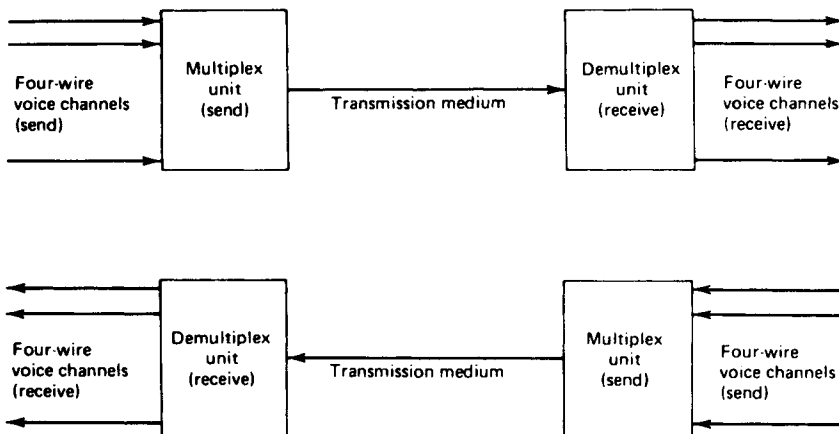 Four-wire
voice channels
(send)
Multiplex
unit
(send)
Transmission medium
Demultiplex
unit
(receive)
Four-wire
voice channels
(receive)
Four-wire
voice channels
(receive)
Demultiplex
unit
(receive)
Transmission medium
Multiplex
unit
(send)
Four-wire
voice channels
(send)